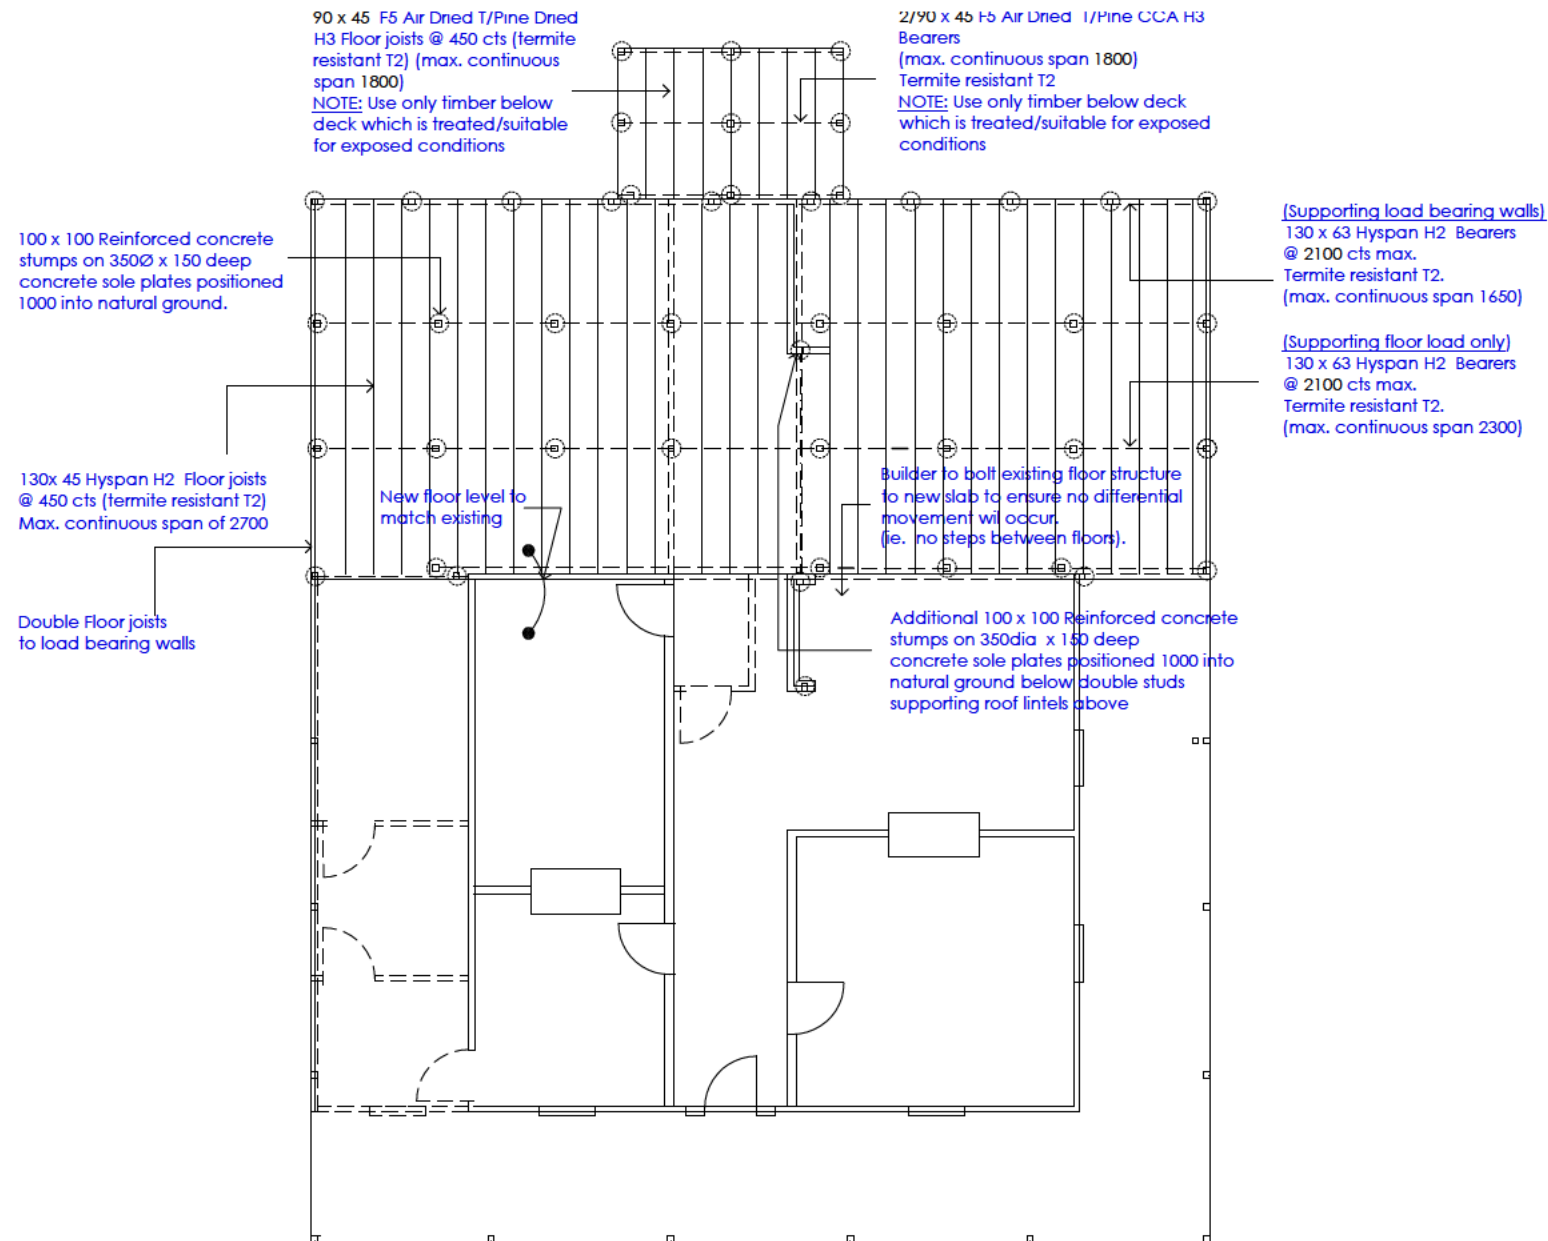 90 x 45 F5 Air Dried T/Pine Dried
H3 Floor joists @ 450 cts (termite
resistant T2) (max. continuous
span 1800)
NOTE: Use only timber below
deck which is treated/suitable
for exposed conditions
2/90 x 45 F5 Air Dried T/Pine CCA H3
Bearers
(max. continuous span 1800)
Termite resistant T2
NOTE: Use only timber below deck
which is treated/suitable for exposed
conditions
100 x 100 Reinforced concrete
stumps on 350Ø x 150 deep
concrete sole plates positioned
1000 into natural ground.
(Supporting load bearing walls)
130 x 63 Hyspan H2 Bearers
@ 2100 cts max.
Termite resistant T2.
(max. continuous span 1650)
(Supporting floor load only)
130 x 63 Hyspan H2 Bearers
@ 2100 cts max.
Termite resistant T2.
(max. continuous span 2300)
130x 45 Hyspan H2 Floor joists
@ 450 cts (termite resistant T2)
Max. continuous span of 2700
New floor level to
match existing
Builder to bolt existing floor structure
to new slab to ensure no differential
movement wil occur.
(ie. no steps between floors).
Double Floor joists
to load bearing walls
Additional 100 x 100 Reinforced concrete
stumps on 350dia x 150 deep
concrete sole plates positioned 1000 into
natural ground below double studs
supporting roof lintels above